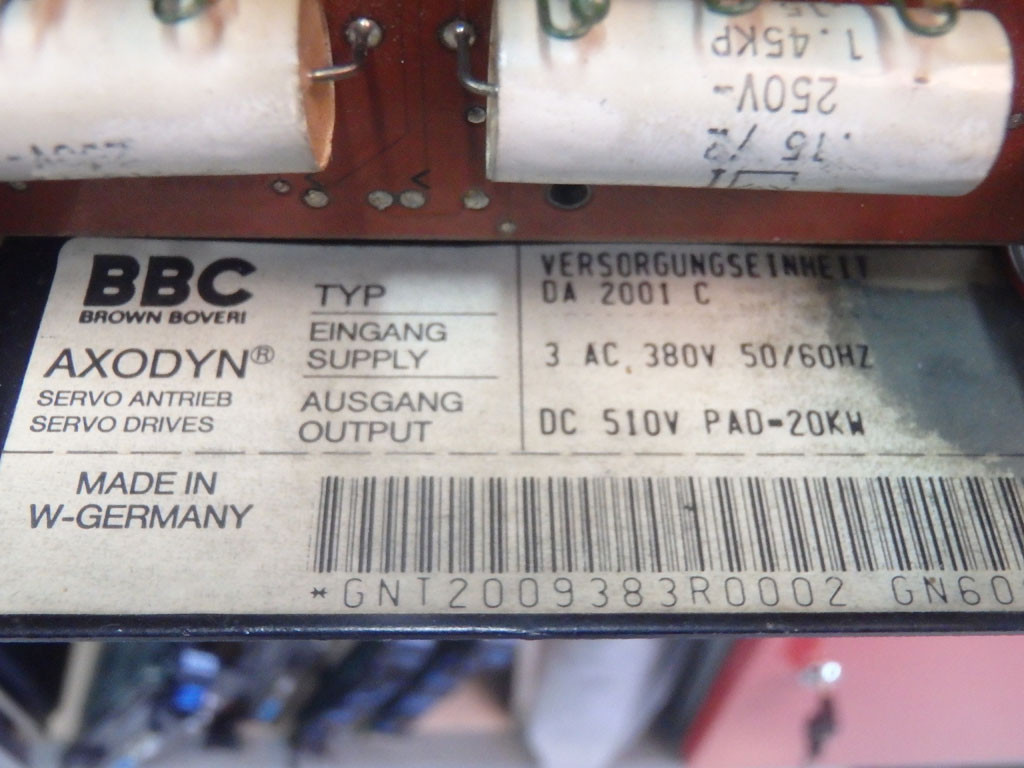 1.45KP
250V-
.15/2
BBC
BROWN BOVERI
AXODYN®
SERVO ANTRIEB
SERVO DRIVES
TYP
VERSORGUNGSEINHEIT
DA 2001 C
EINGANG
SUPPLY
3 AC, 380V 50/60HZ
AUSGANG
OUTPUT
DC 510V PAD=20KW
MADE IN
W-GERMANY
*GNT2009383R0002 GN60